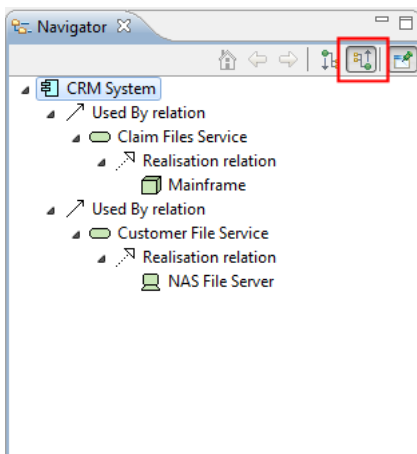 Navigator
CRM System
Used By relation
Claim Files Service
Realisation relation
Mainframe
Used By relation
Customer File Service
Realisation relation
NAS File Server